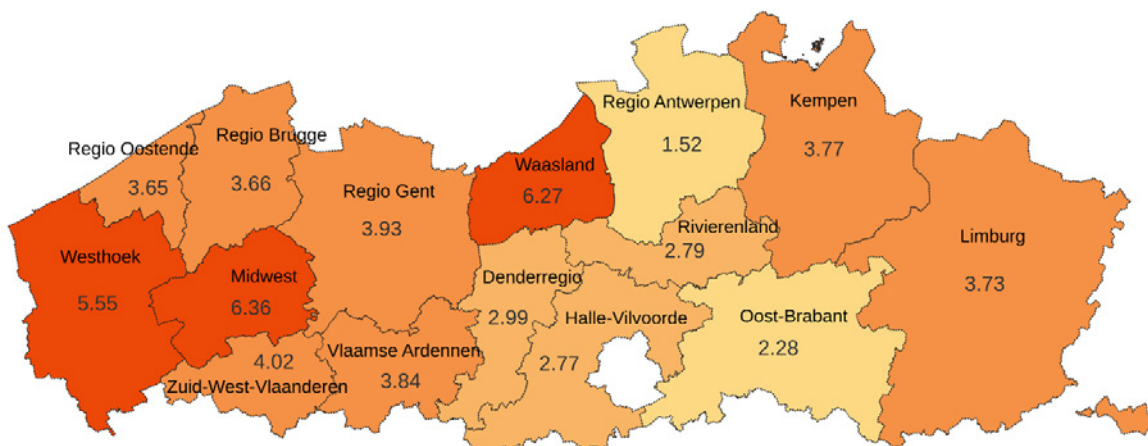 Regio Antwerpen
1.52
Kempen
3.77
Regio Brugge
3.66
Regio Oostende
3.65
Waasland
6.27
Regio Gent
3.93
Rivierenland
2.79
Limburg
3.73
Westhoek
5.55
Midwest
6.36
Denderregio
2.99
Halle-Vilvoorde
2.77
Oost-Brabant
2.28
Vlaamse Ardennen
3.84
4.02
Zuid-West-Vlaanderen